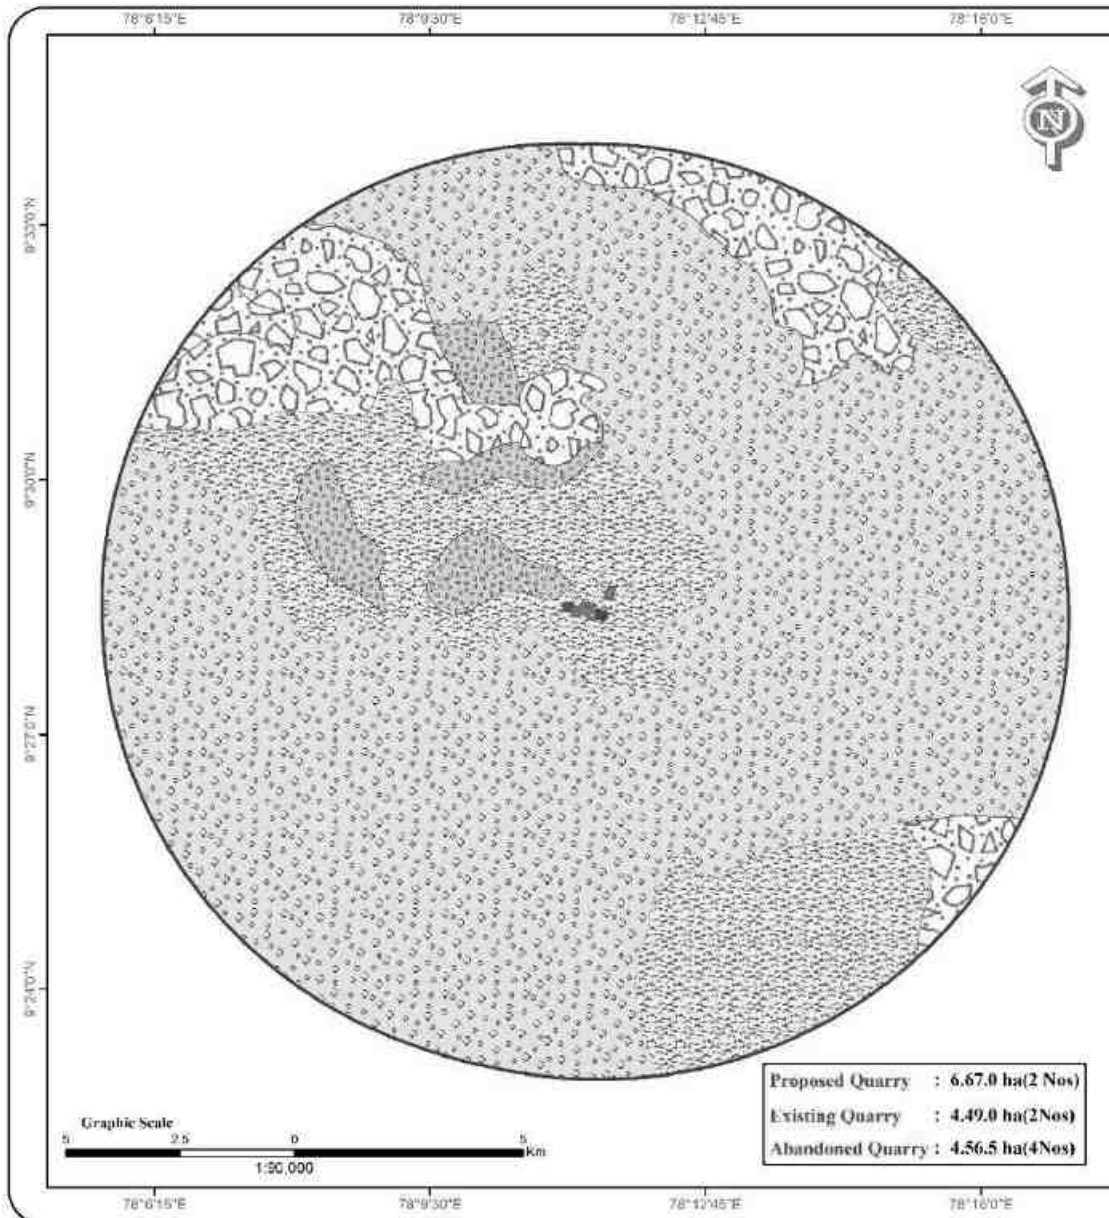 78°6'15"E 78°9'30"E 78°12'45"E 78°16'0"E
N
9°33'0"N
9°30'0"N
9°27'0"N
9°24'0"N
Proposed Quarry : 6.67.0 ha(2 Nos)
Existing Quarry : 4.49.0 ha(2Nos)
Abandoned Quarry : 4.56.5 ha(4Nos)
Graphic Scale
5 2.5 0 5
Km
1:90,000
78°6'15"E 78°9'30"E 78°12'45"E 78°16'0"E